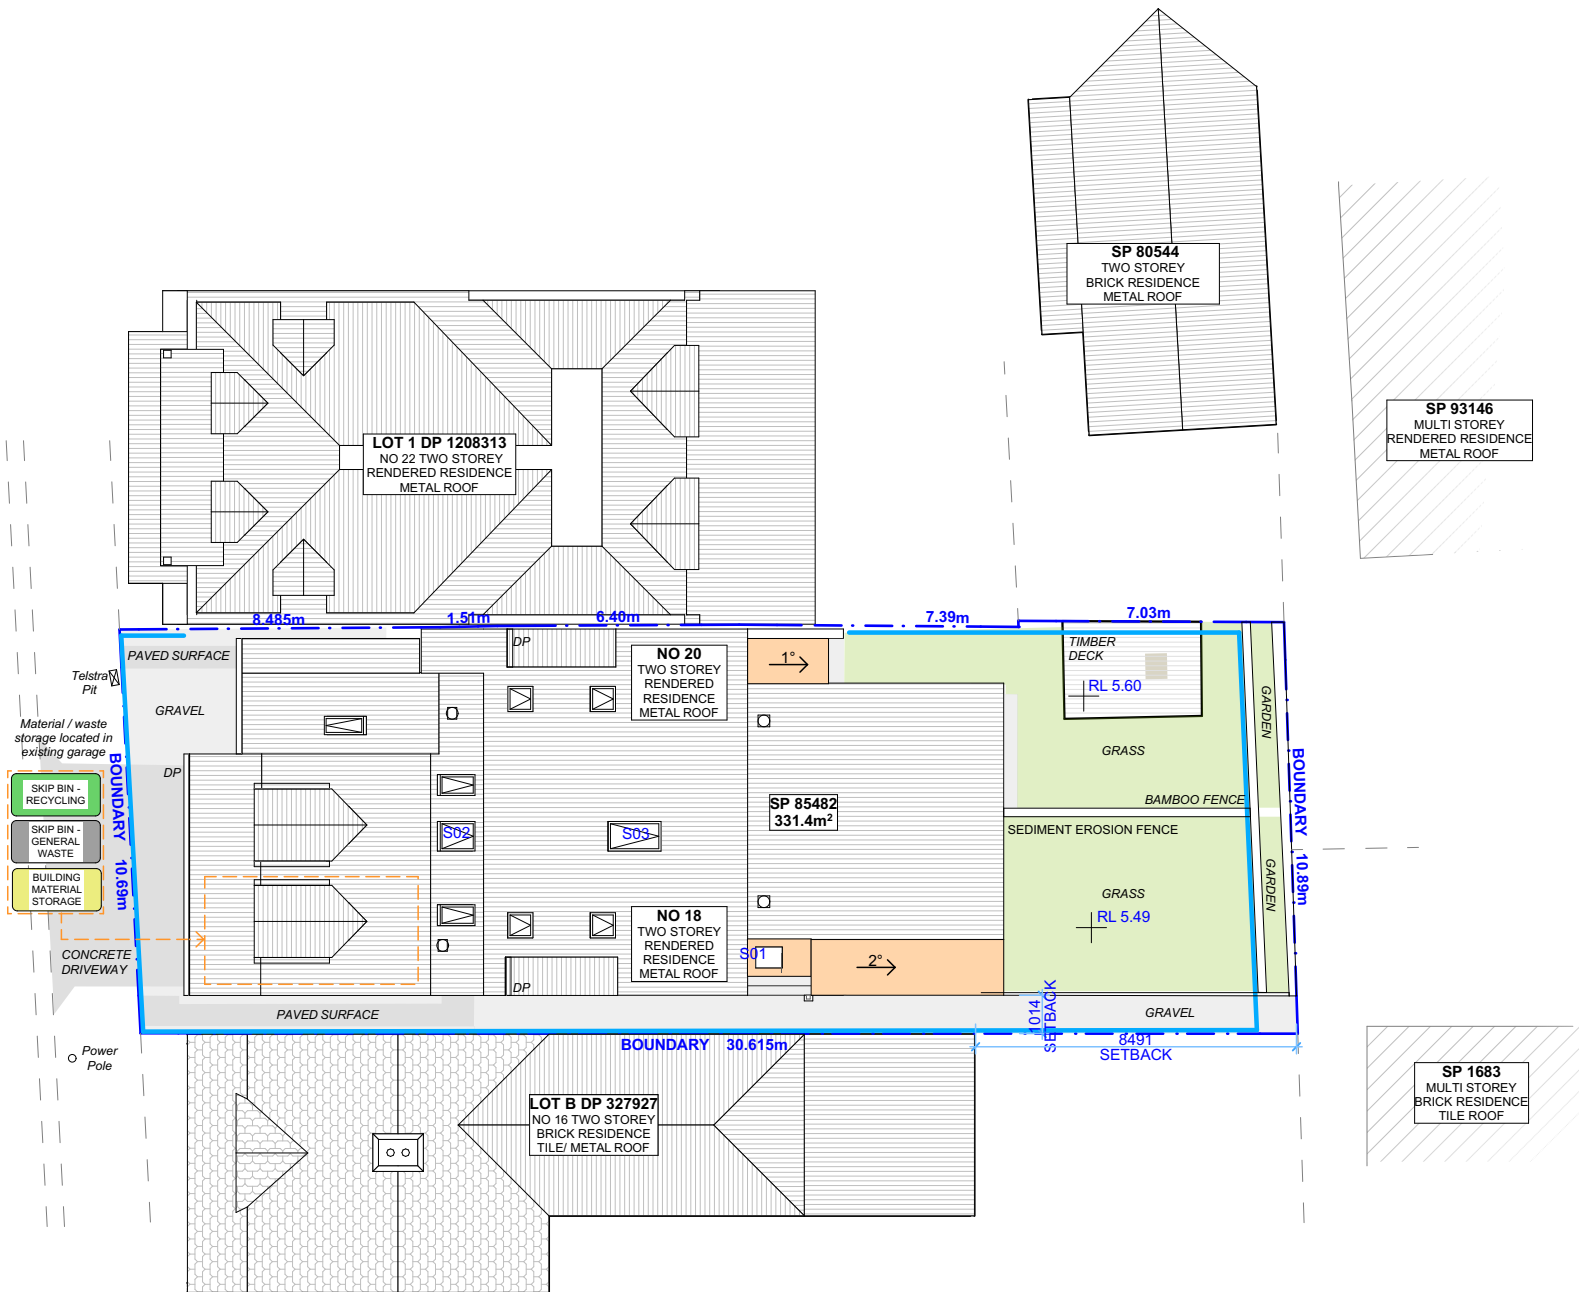 SP 80544
TWO STOREY
BRICK RESIDENCE
METAL ROOF
SP 93146
MULTI STOREY
RENDERED RESIDENCE
METAL ROOF
LOT 1 DP 1208313
NO 22 TWO STOREY
RENDERED RESIDENCE
METAL ROOF
8.485m
1.51m
6.40m
7.39m
7.03m
DP
PAVED SURFACE
Telstra
Pit
GRAVEL
Material / waste
storage located in
existing garage
DP
SKIP BIN -
RECYCLING
SKIP BIN -
GENERAL
WASTE
BUILDING
MATERIAL
STORAGE
BOUNDARY 10.69m
CONCRETE
DRIVEWAY
NO 20
TWO STOREY
RENDERED
RESIDENCE
METAL ROOF
1°
TIMBER
DECK
RL 5.60
GRASS
GARDEN
BOUNDARY 10.89m
BAMBOO FENCE
SEDIMENT EROSION FENCE
SP 85482
331.4m²
S02
S03
GRASS
RL 5.49
GARDEN
NO 18
TWO STOREY
RENDERED
RESIDENCE
METAL ROOF
S01
2°
DP
PAVED SURFACE
GRAVEL
1014
SETBACK
8491
SETBACK
BOUNDARY 30.615m
Power
Pole
LOT B DP 327927
NO 16 TWO STOREY
BRICK RESIDENCE
TILE/ METAL ROOF
SP 1683
MULTI STOREY
BRICK RESIDENCE
TILE ROOF